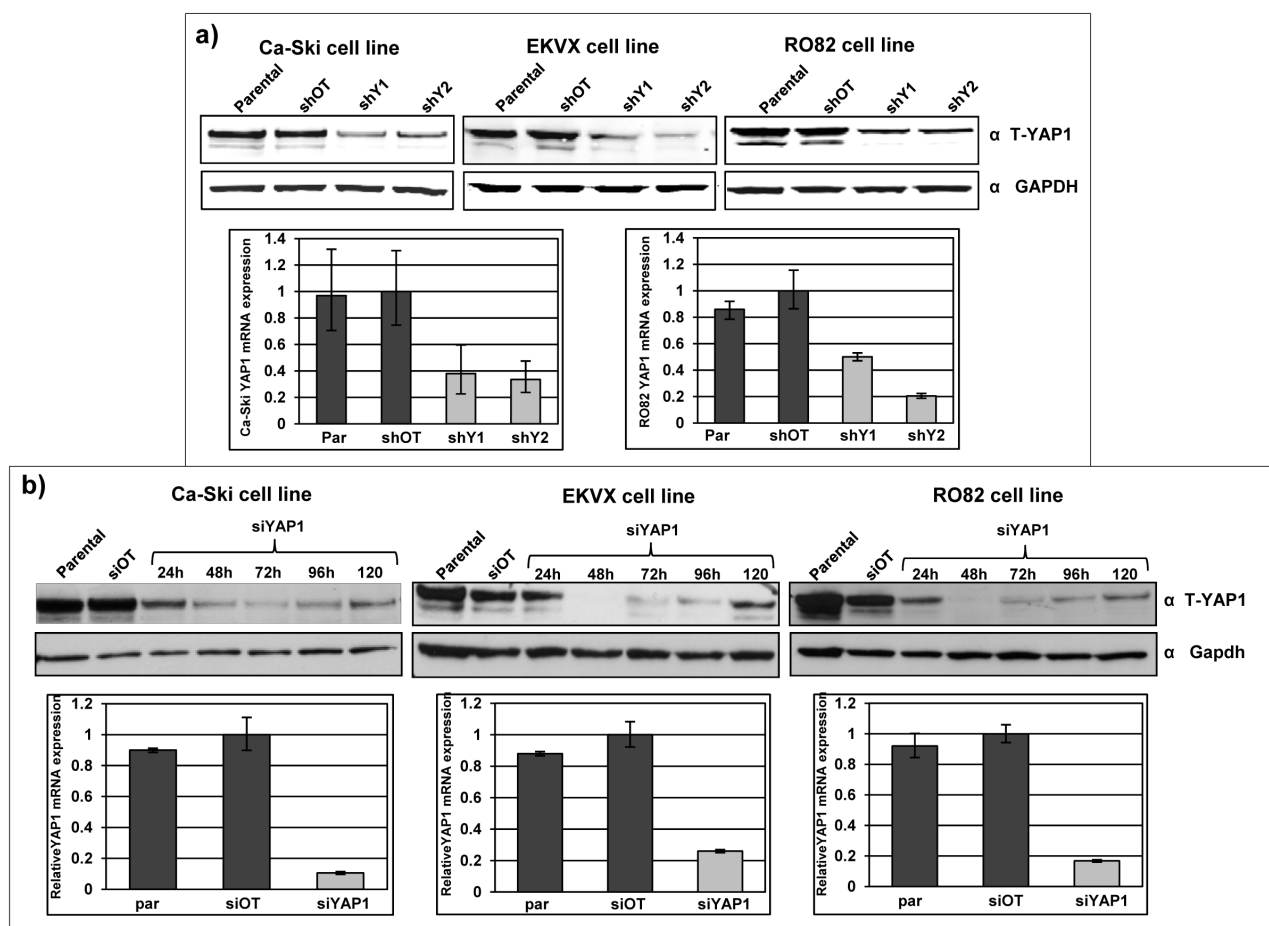 a)
Ca-Ski cell line EKVX cell line RO82 cell line
Parental shOT shY1 shY2 Parental shOT shY1 shY2 Parental shOT shY1 shY2
α T-YAP1
α GAPDH
Ca-Ski YAP1 mRNA expression
1.4
1.2
1
0.8
0.6
0.4
0.2
0
Par shOT shY1 shY2
RO82 YAP1 mRNA expression
1.4
1.2
1
0.8
0.6
0.4
0.2
0
Par shOT shY1 shY2
b)
Ca-Ski cell line EKVX cell line RO82 cell line
siYAP1 siYAP1 siYAP1
Parental siOT 24h 48h 72h 96h 120 Parental siOT 24h 48h 72h 96h 120 Parental siOT 24h 48h 72h 96h 120
α T-YAP1
α Gapdh
RelativeYAP1 mRNA expression
1.2
1
0.8
0.6
0.4
0.2
0
par siOT siYAP1
RelativeYAP1 mRNA expression
1.2
1
0.8
0.6
0.4
0.2
0
par siOT siYAP1
RelativeYAP1 mRNA expression
1.2
1
0.8
0.6
0.4
0.2
0
par siOT siYAP1